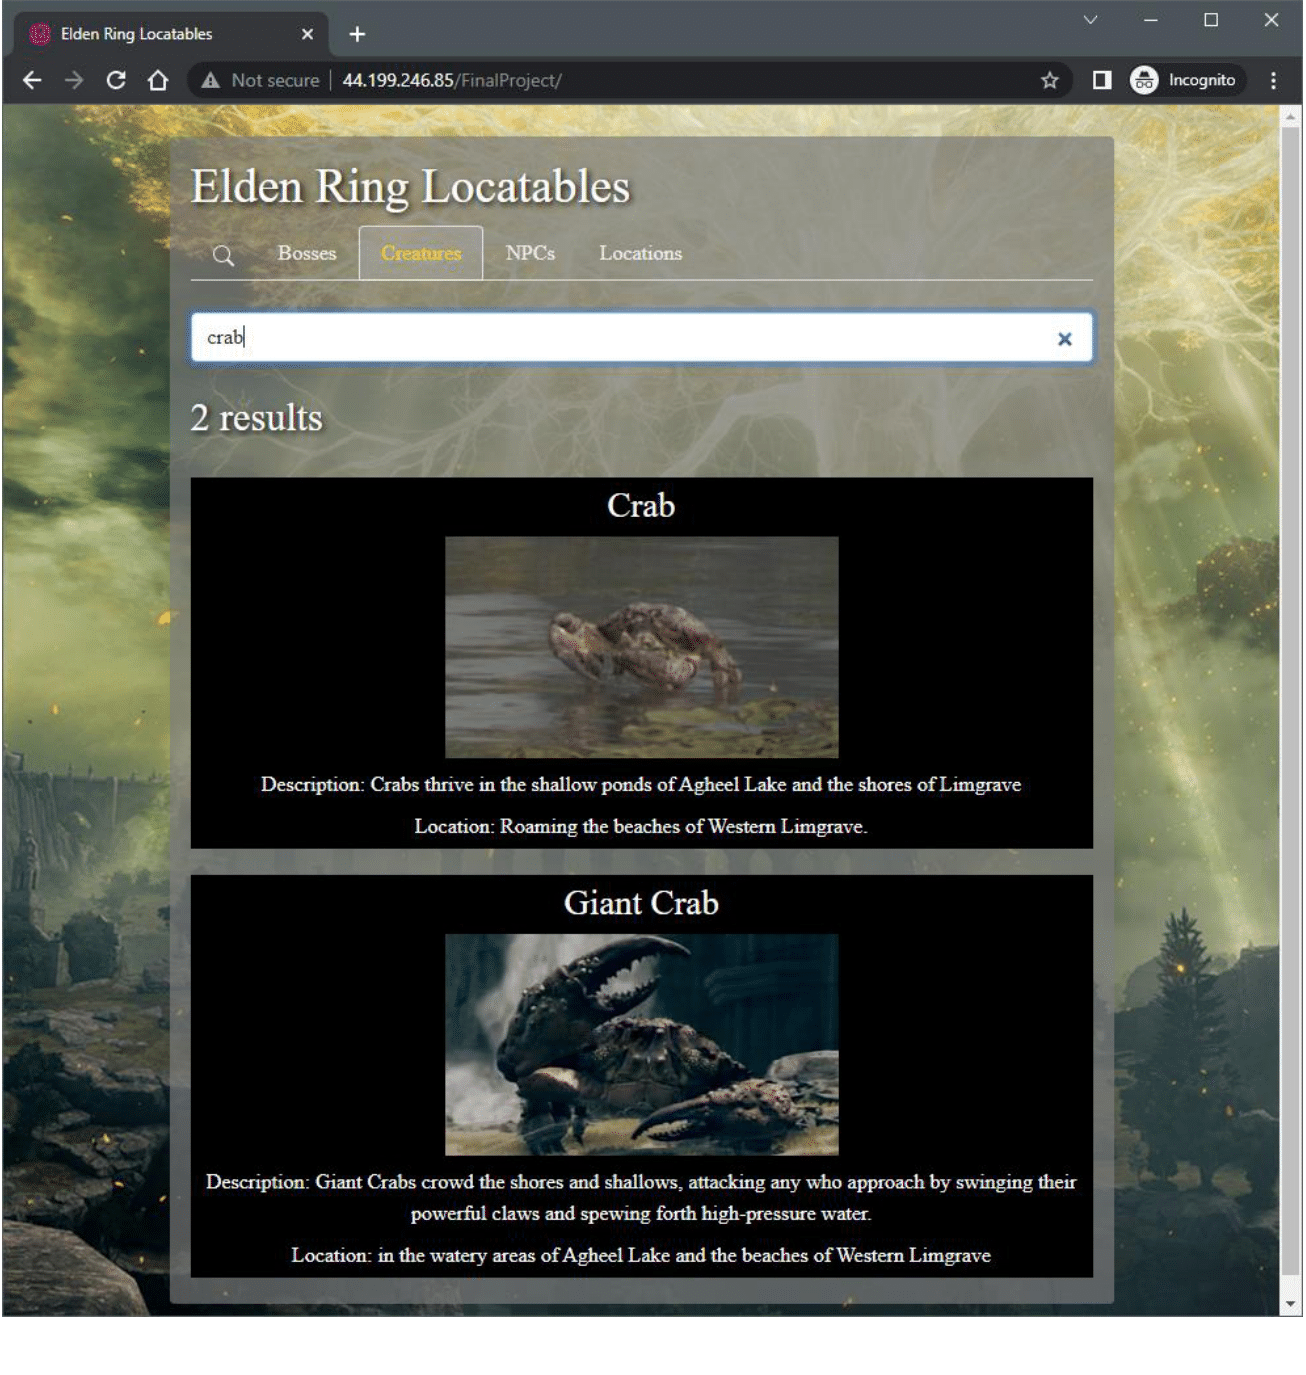 Elden Ring Locatables
Not secure 44.199.246.85/FinalProject/ Incognito
Elden Ring Locatables
Bosses Creatures NPCs Locations
crab
2 results
Crab
Description: Crabs thrive in the shallow ponds of Agheel Lake and the shores of Limgrave
Location: Roaming the beaches of Western Limgrave.
Giant Crab
Description: Giant Crabs crowd the shores and shallows, attacking any who approach by swinging their
powerful claws and spewing forth high-pressure water.
Location: in the watery areas of Agheel Lake and the beaches of Western Limgrave